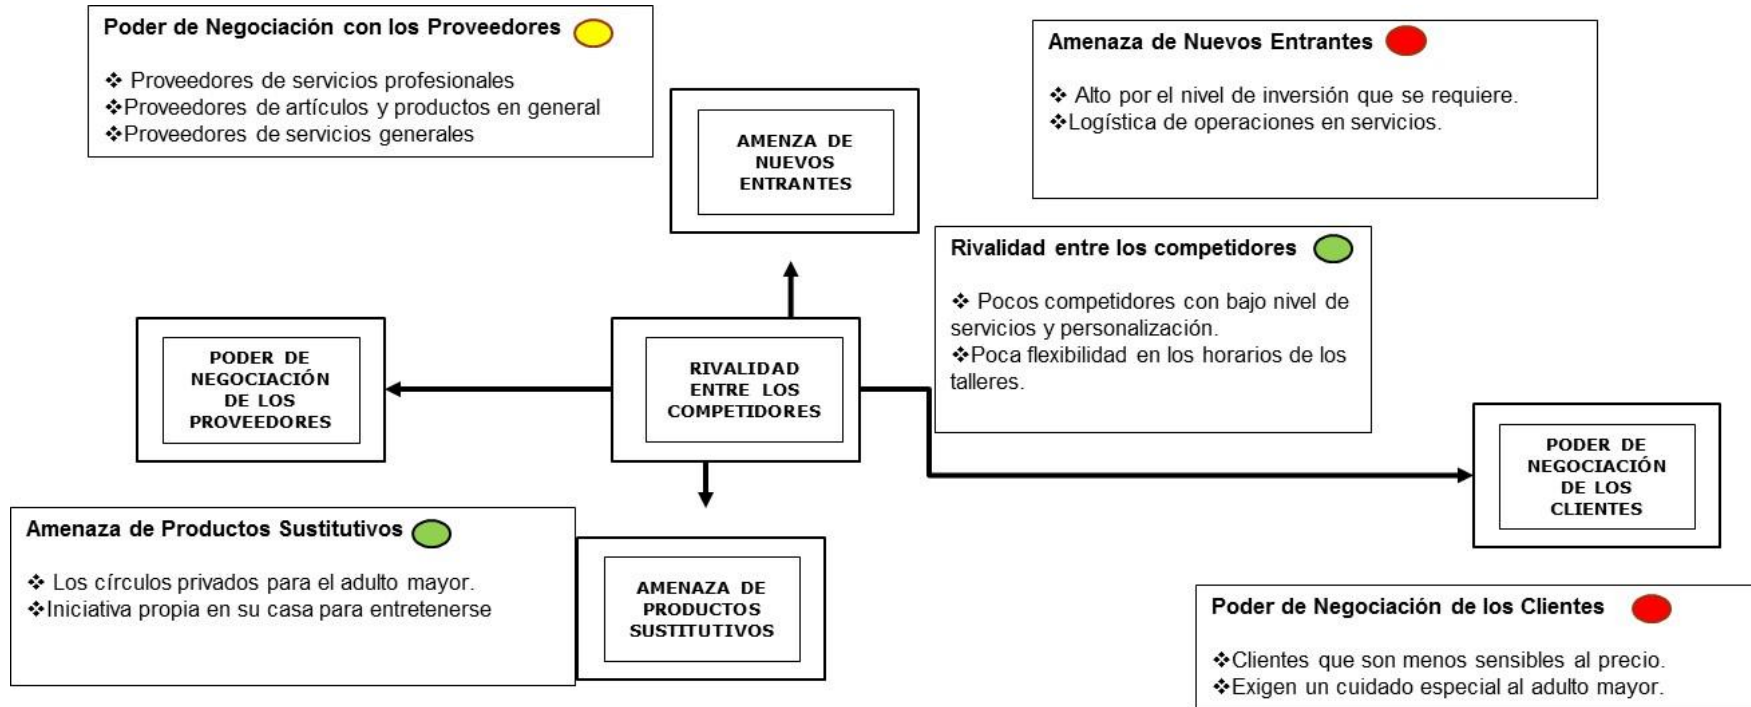 Poder de Negociación con los Proveedores
❖ Proveedores de servicios profesionales
❖Proveedores de artículos y productos en general
❖Proveedores de servicios generales
Amenaza de Nuevos Entrantes
❖ Alto por el nivel de inversión que se requiere.
❖Logística de operaciones en servicios.
AMENZA DE
NUEVOS
ENTRANTES
Rivalidad entre los competidores
❖ Pocos competidores con bajo nivel de
servicios y personalización.
❖Poca flexibilidad en los horarios de los
talleres.
PODER DE
NEGOCIACIÓN
DE LOS
PROVEEDORES
RIVALIDAD
ENTRE LOS
COMPETIDORES
PODER DE
NEGOCIACIÓN
DE LOS
CLIENTES
Amenaza de Productos Sustitutivos
❖ Los círculos privados para el adulto mayor.
❖Iniciativa propia en su casa para entretenerse
AMENAZA DE
PRODUCTOS
SUSTITUTIVOS
Poder de Negociación de los Clientes
❖Clientes que son menos sensibles al precio.
❖Exigen un cuidado especial al adulto mayor.